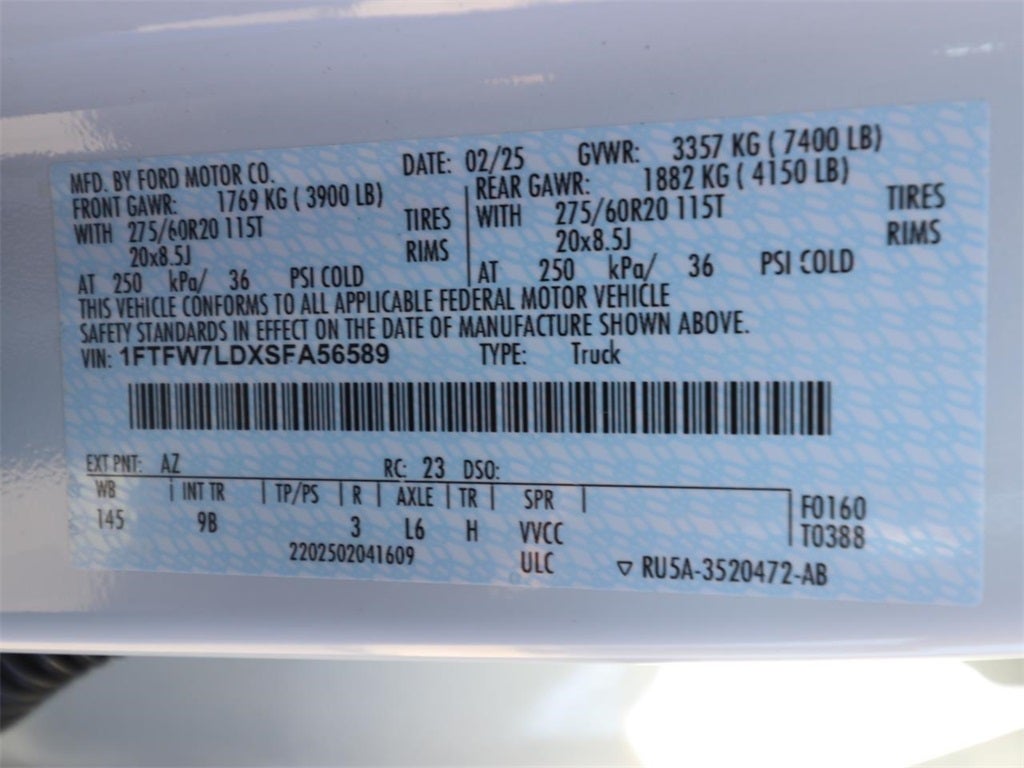 MFD. BY FORD MOTOR CO. DATE: 02/25 GVWR: 3357 KG ( 7400 LB)
FRONT GAWR: 1769 KG ( 3900 LB) REAR GAWR: 1882 KG ( 4150 LB)
WITH 275/60R20 115T TIRES WITH 275/60R20 115T TIRES
20x8.5J RIMS 20x8.5J RIMS
AT 250 kPa/ 36 PSI COLD AT 250 kPa/ 36 PSI COLD
THIS VEHICLE CONFORMS TO ALL APPLICABLE FEDERAL MOTOR VEHICLE
SAFETY STANDARDS IN EFFECT ON THE DATE OF MANUFACTURE SHOWN ABOVE.
VIN: 1FTFW7LDXSFA56589 TYPE: Truck
EXT PNT: AZ RC: 23 DSO:
WB INT TR TP/PS R AXLE TR SPR F0160
145 9B 3 L6 H VVCC T0388
2202502041609 ULC ▽ RU5A-3520472-AB